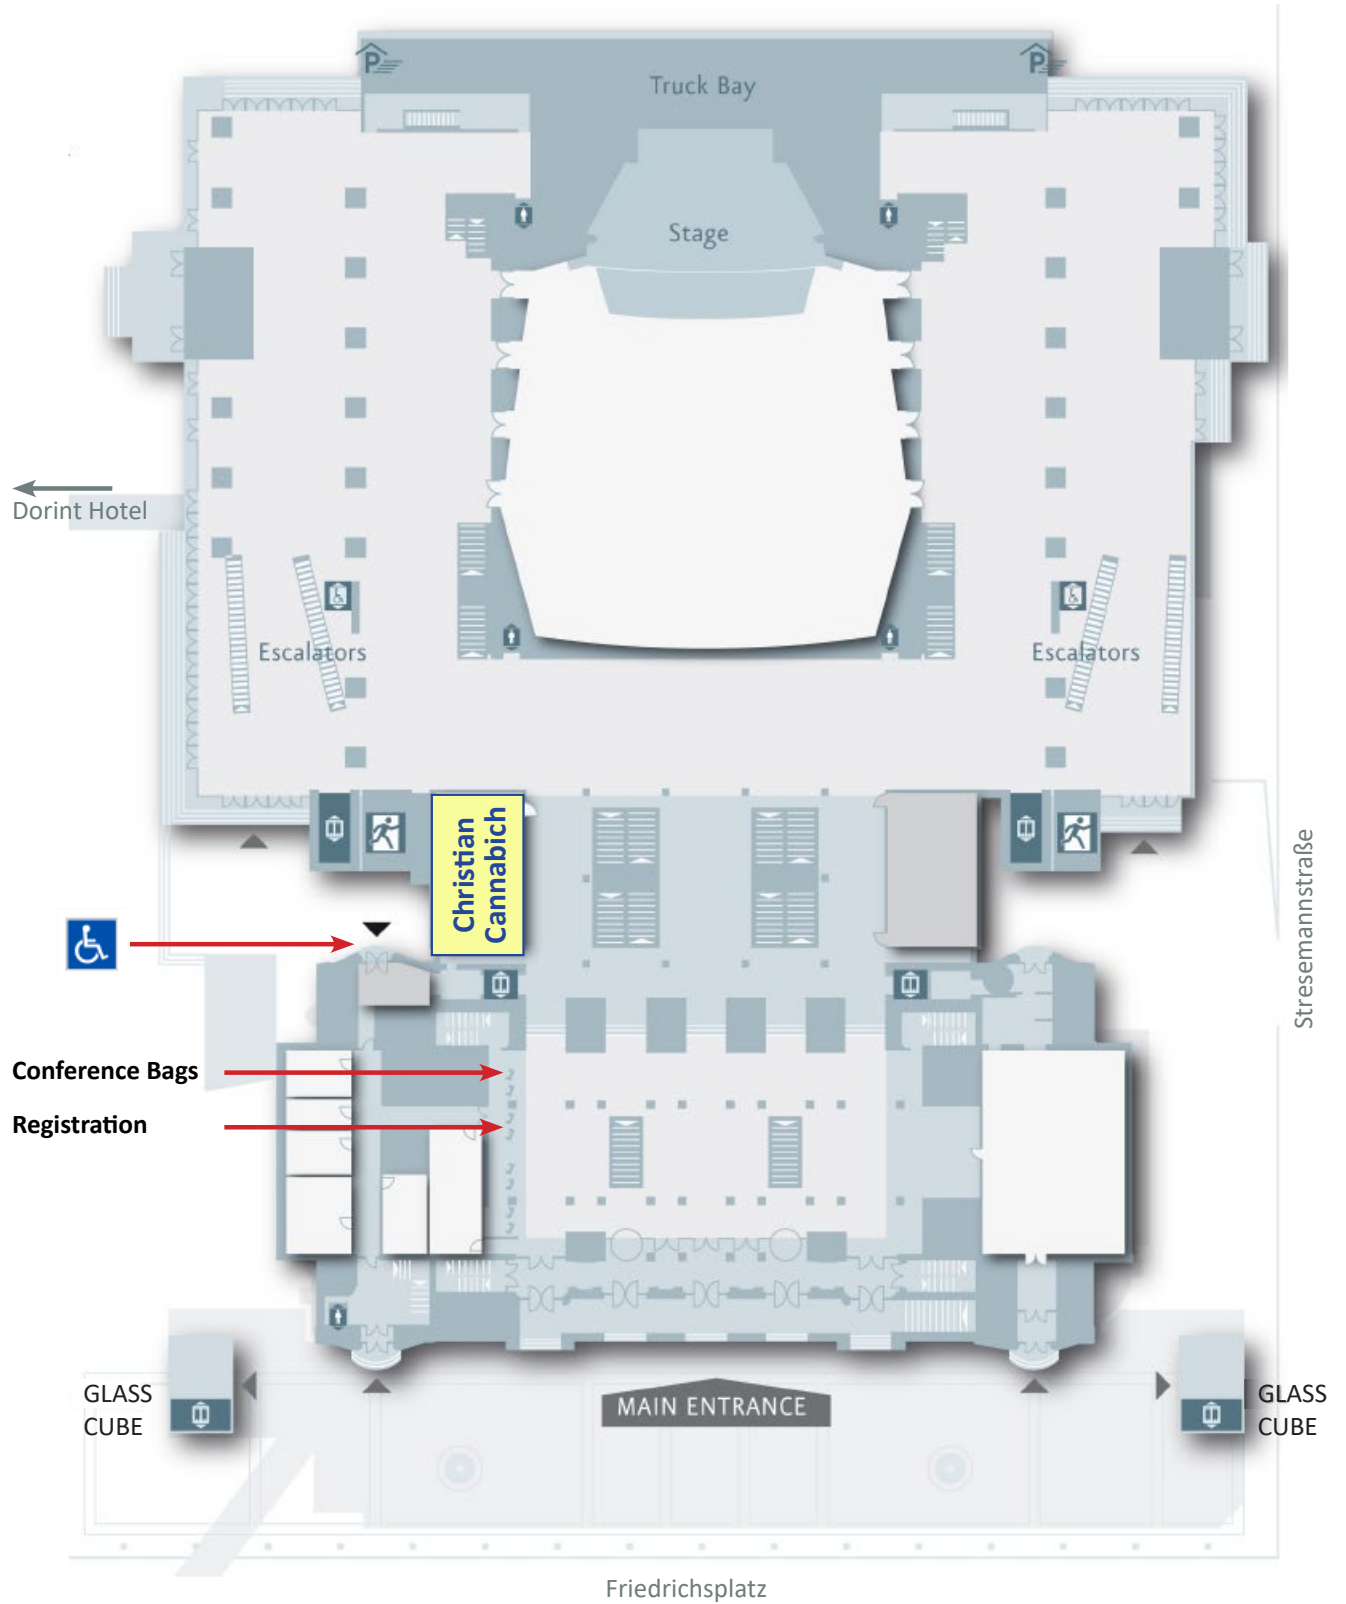 P
P
Truck Bay
Stage
Dorint Hotel
Escalators
Escalators
Christian
Cannabich
Stresemannstraße
Conference Bags
Registration
GLASS
CUBE
MAIN ENTRANCE
GLASS
CUBE
Friedrichsplatz